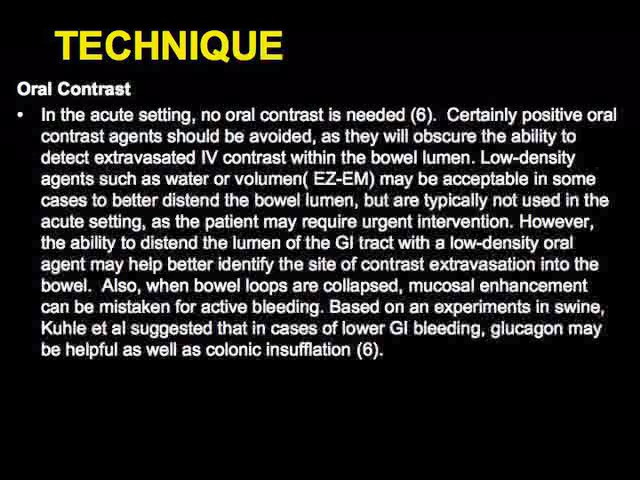 TECHNIQUE
Oral Contrast
• In the acute setting, no oral contrast is needed (6).  Certainly positive oral
contrast agents should be avoided, as they will obscure the ability to
detect extravasated IV contrast within the bowel lumen. Low-density
agents such as water or volumen( EZ-EM) may be acceptable in some
cases to better distend the bowel lumen, but are typically not used in the
acute setting, as the patient may require urgent intervention. However,
the ability to distend the lumen of the GI tract with a low-density oral
agent may help better identify the site of contrast extravasation into the
bowel.  Also, when bowel loops are collapsed, mucosal enhancement
can be mistaken for active bleeding. Based on an experiments in swine,
Kuhle et al suggested that in cases of lower GI bleeding, glucagon may
be helpful as well as colonic insufflation (6).